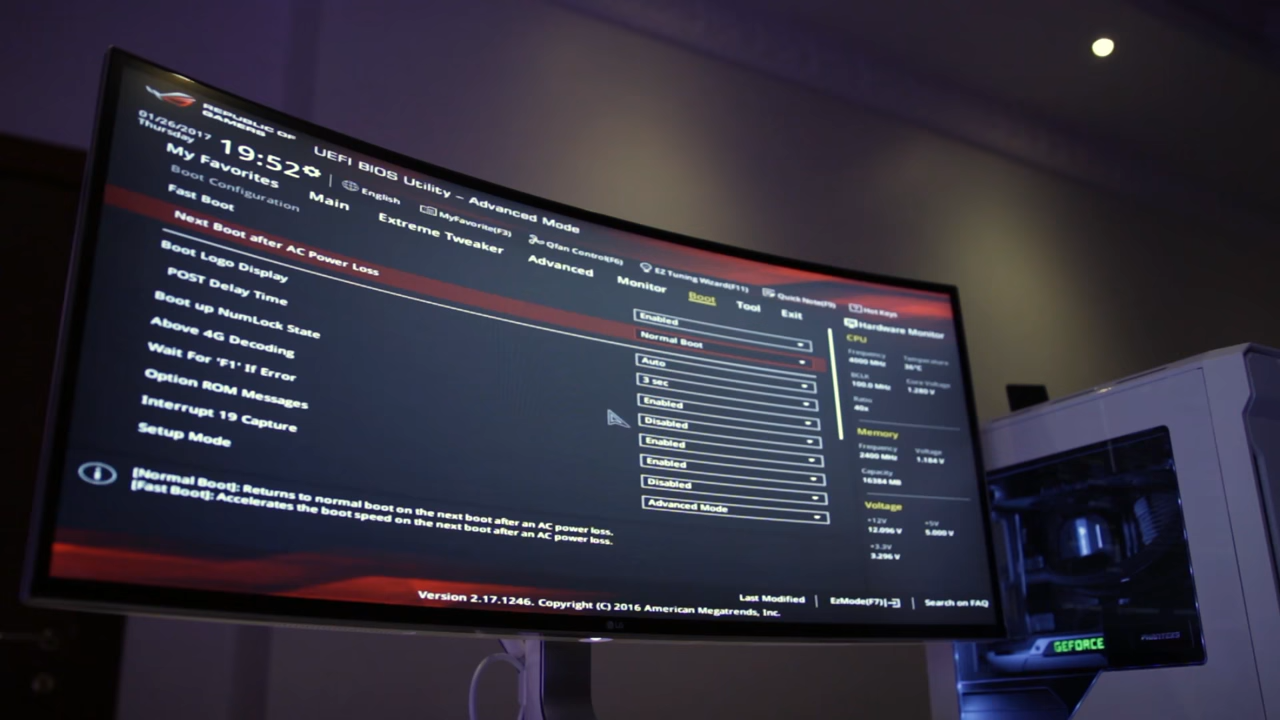 REPUBLIC OF
GAMERS
UEFI BIOS Utility – Advanced Mode
01/26/2017
Thursday
19:52
English
MyFavorite(F3)
Qfan Control(F6)
EZ Tuning Wizard(F11)
Quick Note(F9)
Hot Keys
My Favorites
Main
Extreme Tweaker
Advanced
Monitor
Boot
Tool
Exit
Boot Configuration
Fast Boot
Enabled
Next Boot after AC Power Loss
Normal Boot
Boot Logo Display
Auto
POST Delay Time
3 sec
Boot up NumLock State
Enabled
Above 4G Decoding
Disabled
Wait For 'F1' If Error
Enabled
Option ROM Messages
Enabled
Interrupt 19 Capture
Disabled
Setup Mode
Advanced Mode
[Normal Boot]: Returns to normal boot on the next boot after an AC power loss.
[Fast Boot]: Accelerates the boot speed on the next boot after an AC power loss.
Hardware Monitor
CPU
Frequency
Temperature
4000 MHz
36°C
BCLK
Core Voltage
100.0 MHz
1.280 V
Ratio
40x
Memory
Frequency
Voltage
2400 MHz
1.184 V
Capacity
16384 MB
Voltage
+12V
+5V
12.096 V
5.000 V
+3.3V
3.296 V
Last Modified
EzMode(F7)
Search on FAQ
Version 2.17.1246. Copyright (C) 2016 American Megatrends, Inc.
LG
GEFORCE